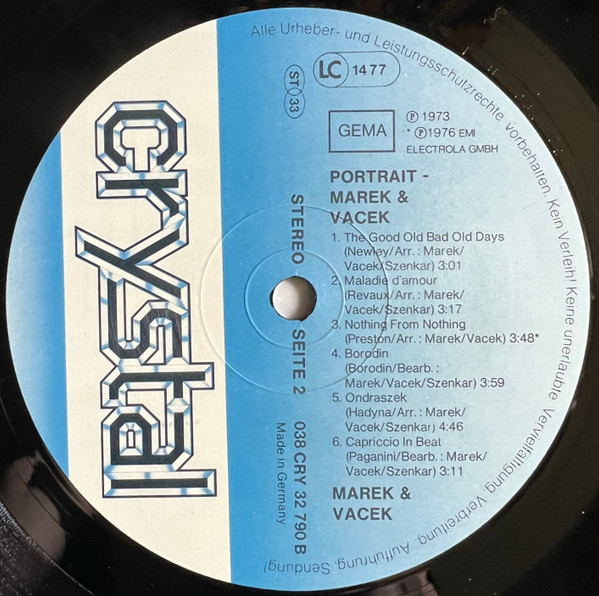 Alle Urheber- und Leistungsschutzrechte vorbehalten. Kein Verleih! Keine unerlaubte Vervielfältigung, Verbreitung, Aufführung, Sendung!
crystal
ST 33
LC 1477
GEMA
℗ 1973
* ℗ 1976 EMI
ELECTROLA GMBH
PORTRAIT -
MAREK &
VACEK
1. The Good Old Bad Old Days
(Newley/Arr.: Marek/
Vacek/Szenkar) 3:01
2. Maladie d'amour
(Revaux/Arr.: Marek/
Vacek/Szenkar) 3:17
3. Nothing From Nothing
(Preston/Arr.: Marek/Vacek) 3:48*
4. Borodin
(Borodin/Bearb.:
Marek/Vacek/Szenkar) 3:59
5. Ondraszek
(Hadyna/Arr.: Marek/
Vacek/Szenkar) 4:46
6. Capriccio In Beat
(Paganini/Bearb.: Marek/
Vacek/Szenkar) 3:11
MAREK &
VACEK
STEREO SEITE 2 038 CRY 32 790 B
Made in Germany